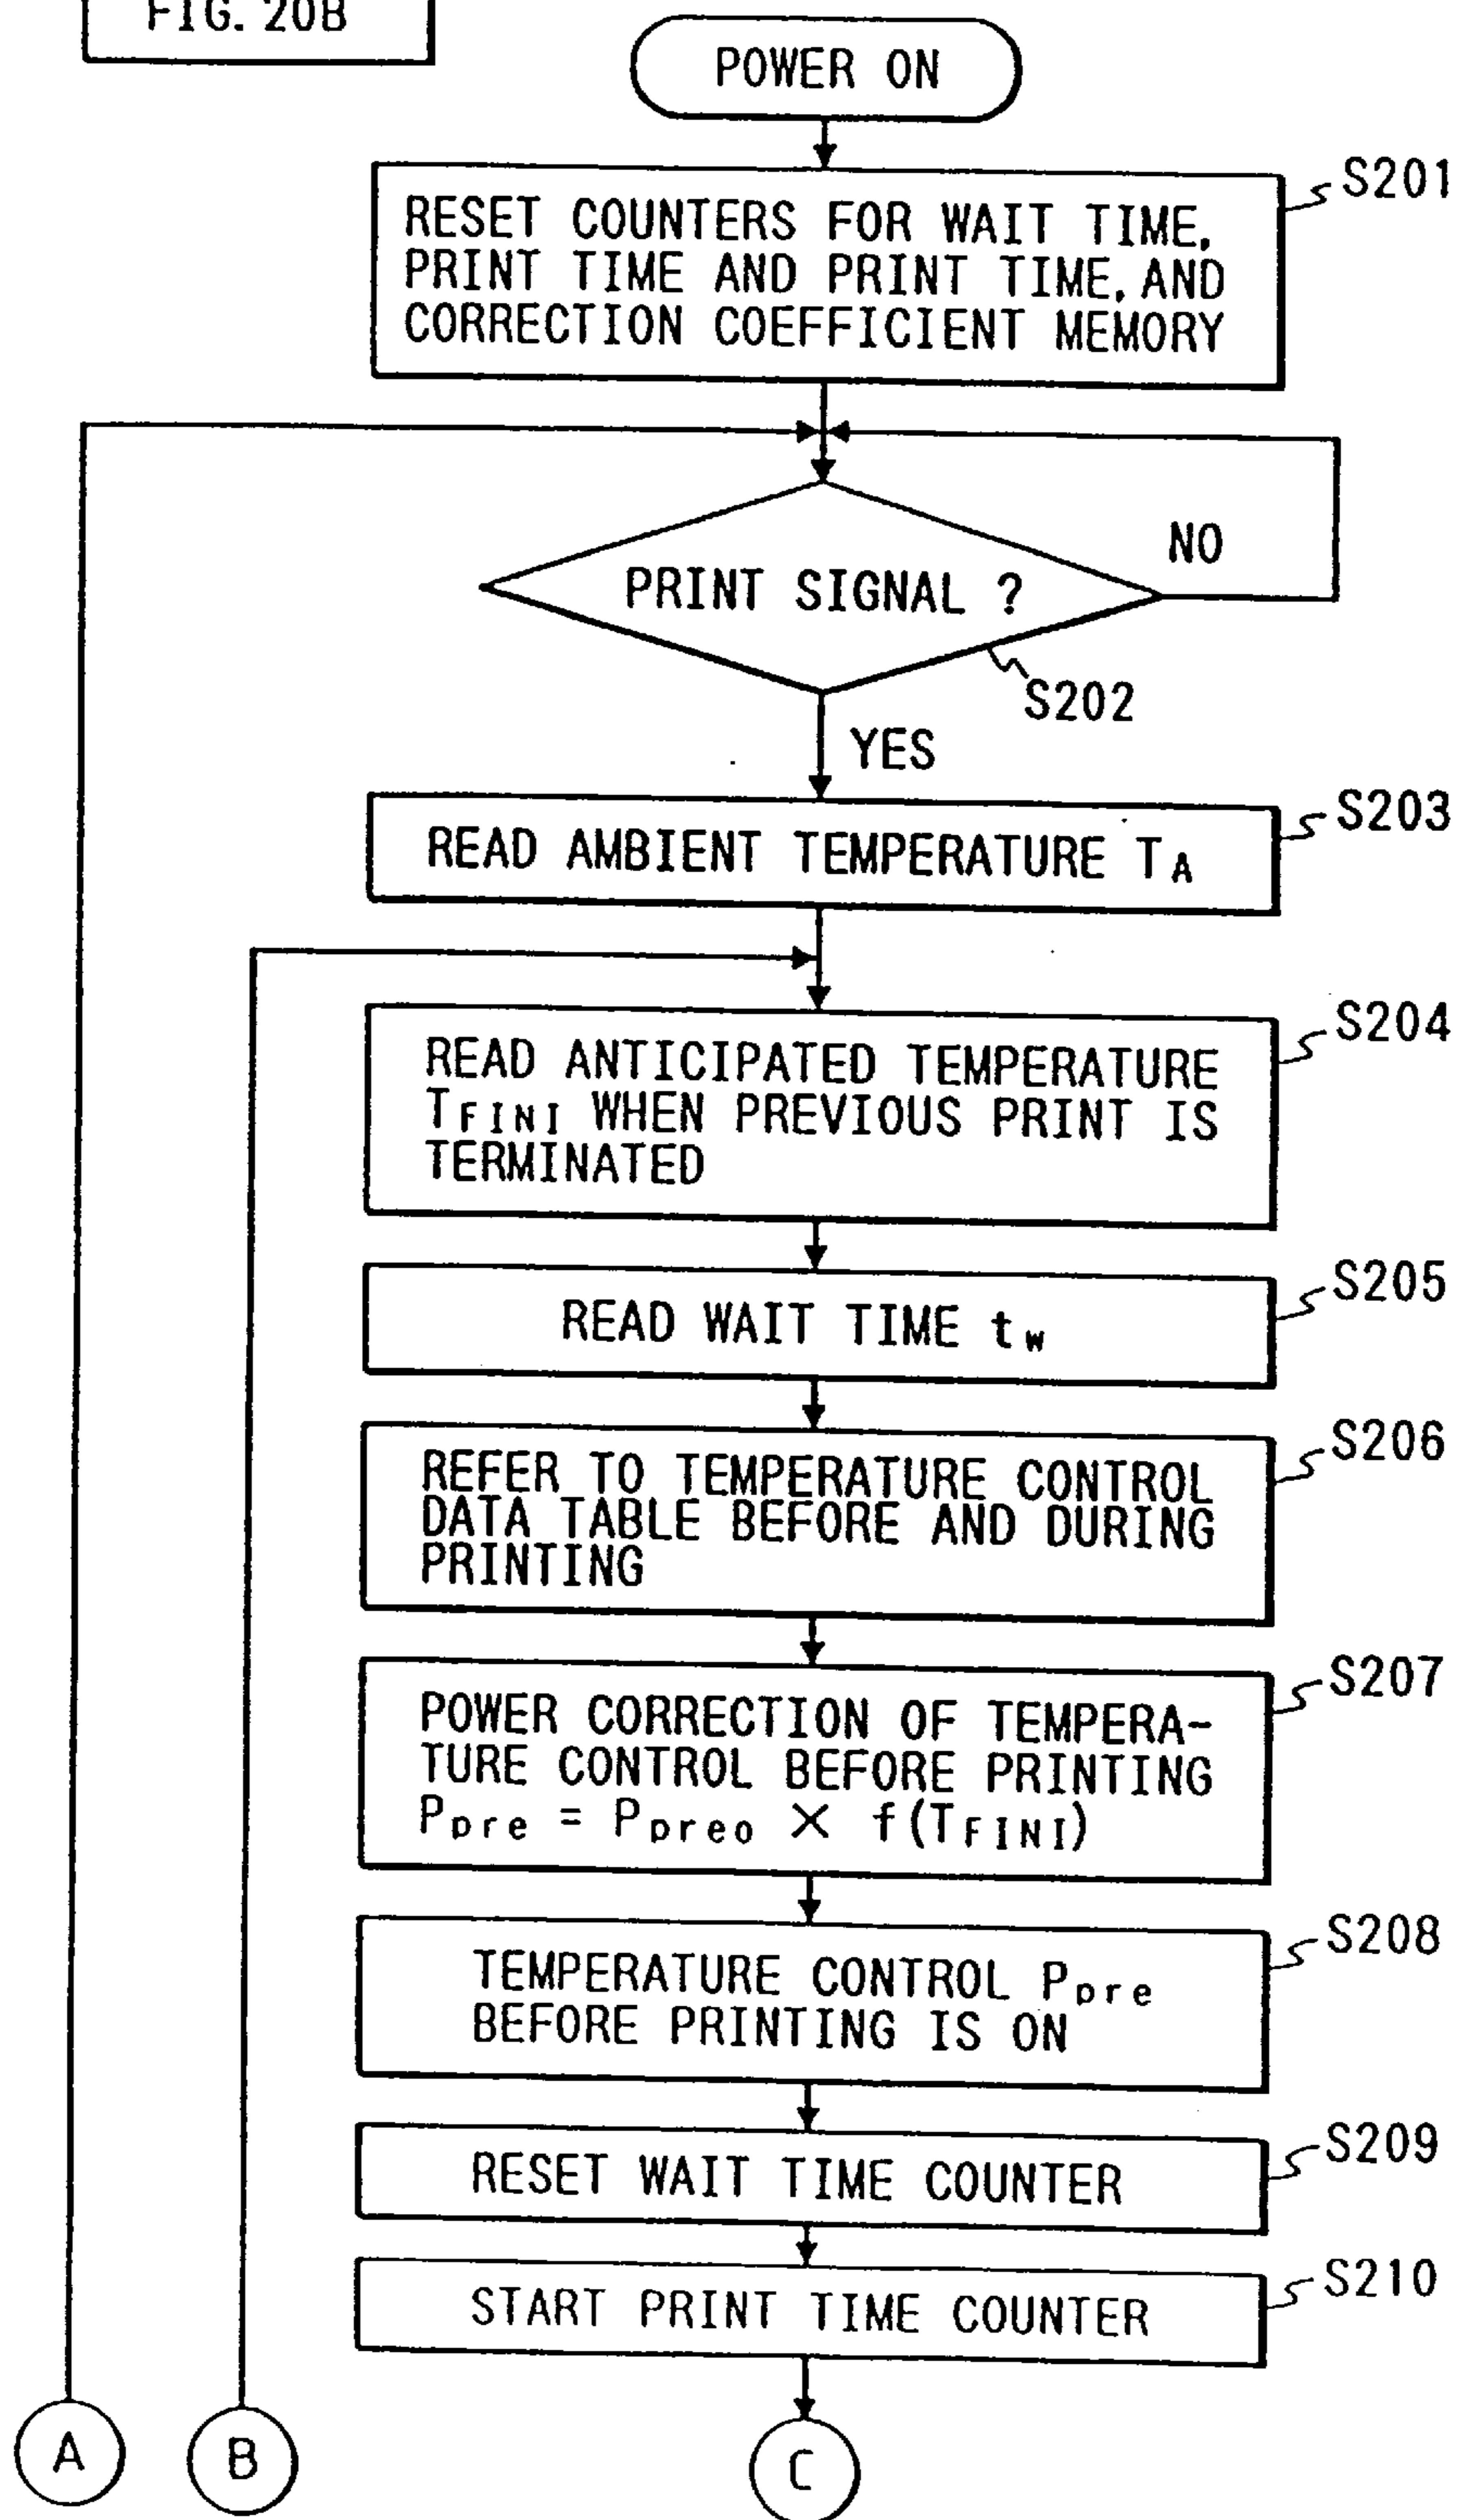 FIG. 20B
POWER ON
S201
RESET COUNTERS FOR WAIT TIME,
PRINT TIME AND PRINT TIME, AND
CORRECTION COEFFICIENT MEMORY
NO
PRINT SIGNAL ?
S202
YES
S203
READ AMBIENT TEMPERATURE TA
S204
READ ANTICIPATED TEMPERATURE
TFINI WHEN PREVIOUS PRINT IS
TERMINATED
S205
READ WAIT TIME tw
S206
REFER TO TEMPERATURE CONTROL
DATA TABLE BEFORE AND DURING
PRINTING
S207
POWER CORRECTION OF TEMPERA-
TURE CONTROL BEFORE PRINTING
Ppre = Ppreo × f(TFINI)
S208
TEMPERATURE CONTROL Ppre
BEFORE PRINTING IS ON
S209
RESET WAIT TIME COUNTER
S210
START PRINT TIME COUNTER
A
B
C